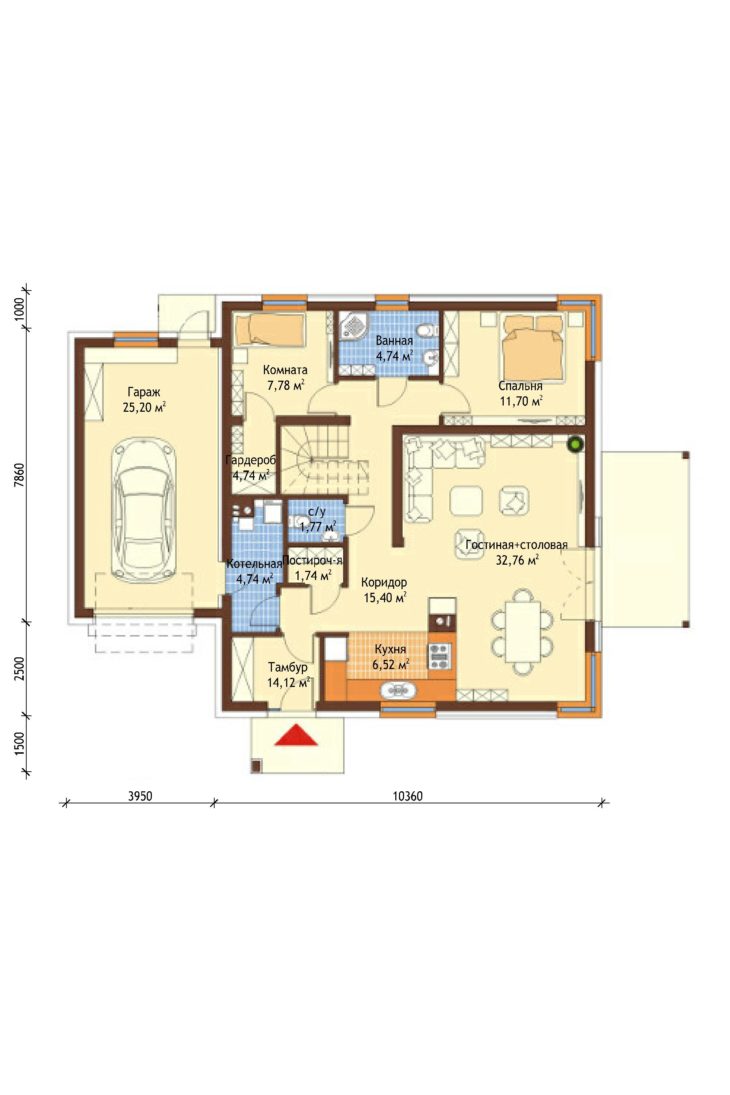 1000
7860
2500
1500
Гараж
25,20 м²
Комната
7,78 м²
Ванная
4,74 м²
Спальня
11,70 м²
Гардероб
4,74 м²
с/у
1,77 м²
Котельная
4,74 м²
Постироч-я
1,74 м²
Гостиная+столовая
32,76 м²
Коридор
15,40 м²
Кухня
6,52 м²
Тамбур
14,12 м²
3950
10360